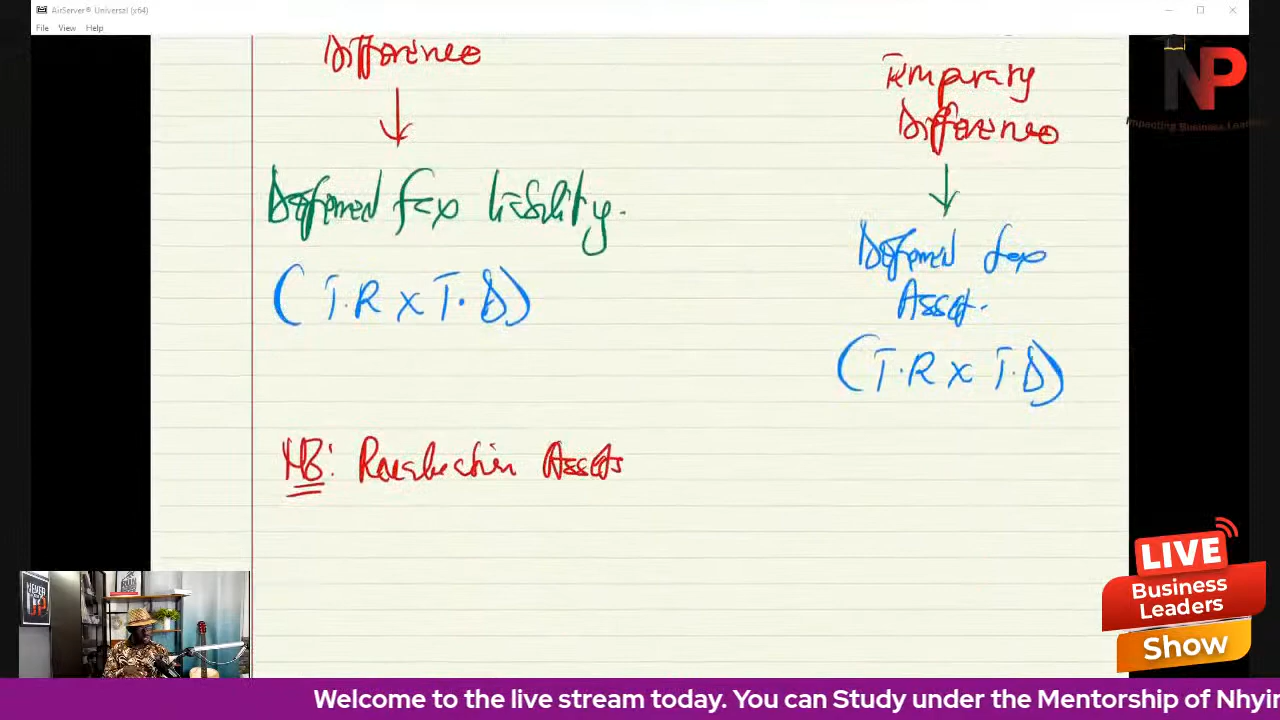 AirServer® Universal (x64)
File View Help
Difference
Temporary
Difference
Deferred tax liability.
(T.R x T.D)
Deferred tax
Asset.
(T.R x T.D)
NB: Revaluation Assets
NP
LIVE
Business
Leaders
Show
Welcome to the live stream today. You can Study under the Mentorship of Nhyir